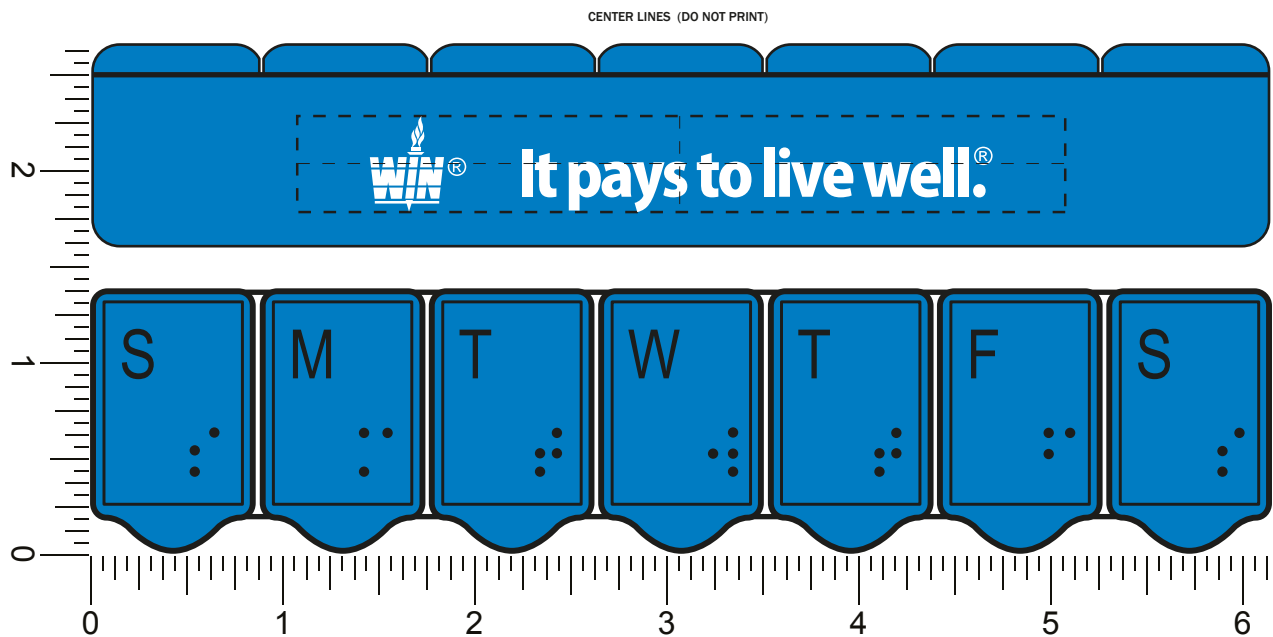 CENTER LINES (DO NOT PRINT)
WIN® It pays to live well.®
2
S M T W T F S
1
0
0 1 2 3 4 5 6